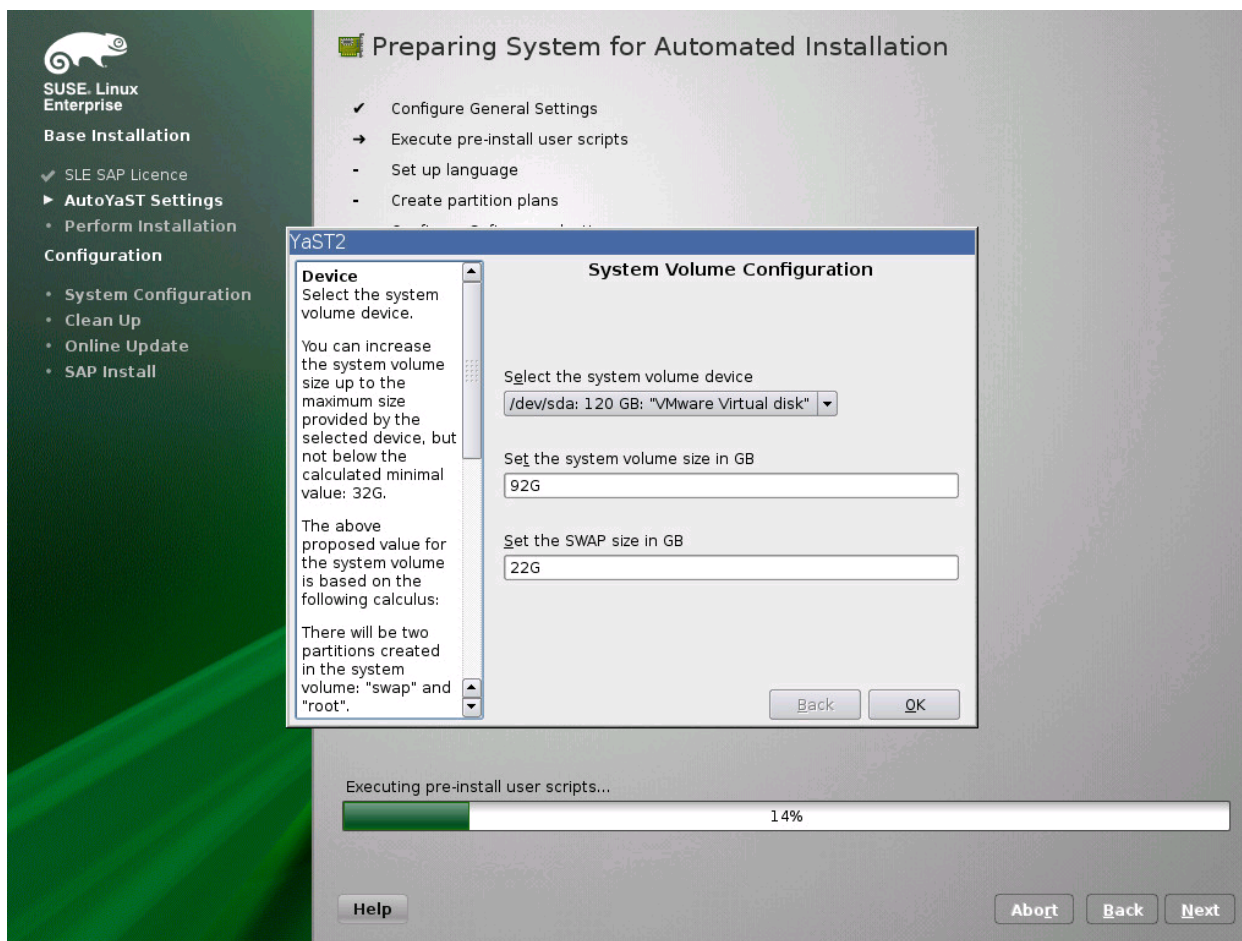 SUSE. Linux
Enterprise
Base Installation
SLE SAP Licence
AutoYaST Settings
Perform Installation
Configuration
System Configuration
Clean Up
Online Update
SAP Install
Preparing System for Automated Installation
Configure General Settings
Execute pre-install user scripts
Set up language
Create partition plans
YaST2
Device
Select the system
volume device.
You can increase
the system volume
size up to the
maximum size
provided by the
selected device, but
not below the
calculated minimal
value: 32G.
The above
proposed value for
the system volume
is based on the
following calculus:
There will be two
partitions created
in the system
volume: "swap" and
"root".
System Volume Configuration
Select the system volume device
/dev/sda: 120 GB: "VMware Virtual disk"
Set the system volume size in GB
92G
Set the SWAP size in GB
22G
Back
OK
Executing pre-install user scripts...
14%
Help
Abort
Back
Next